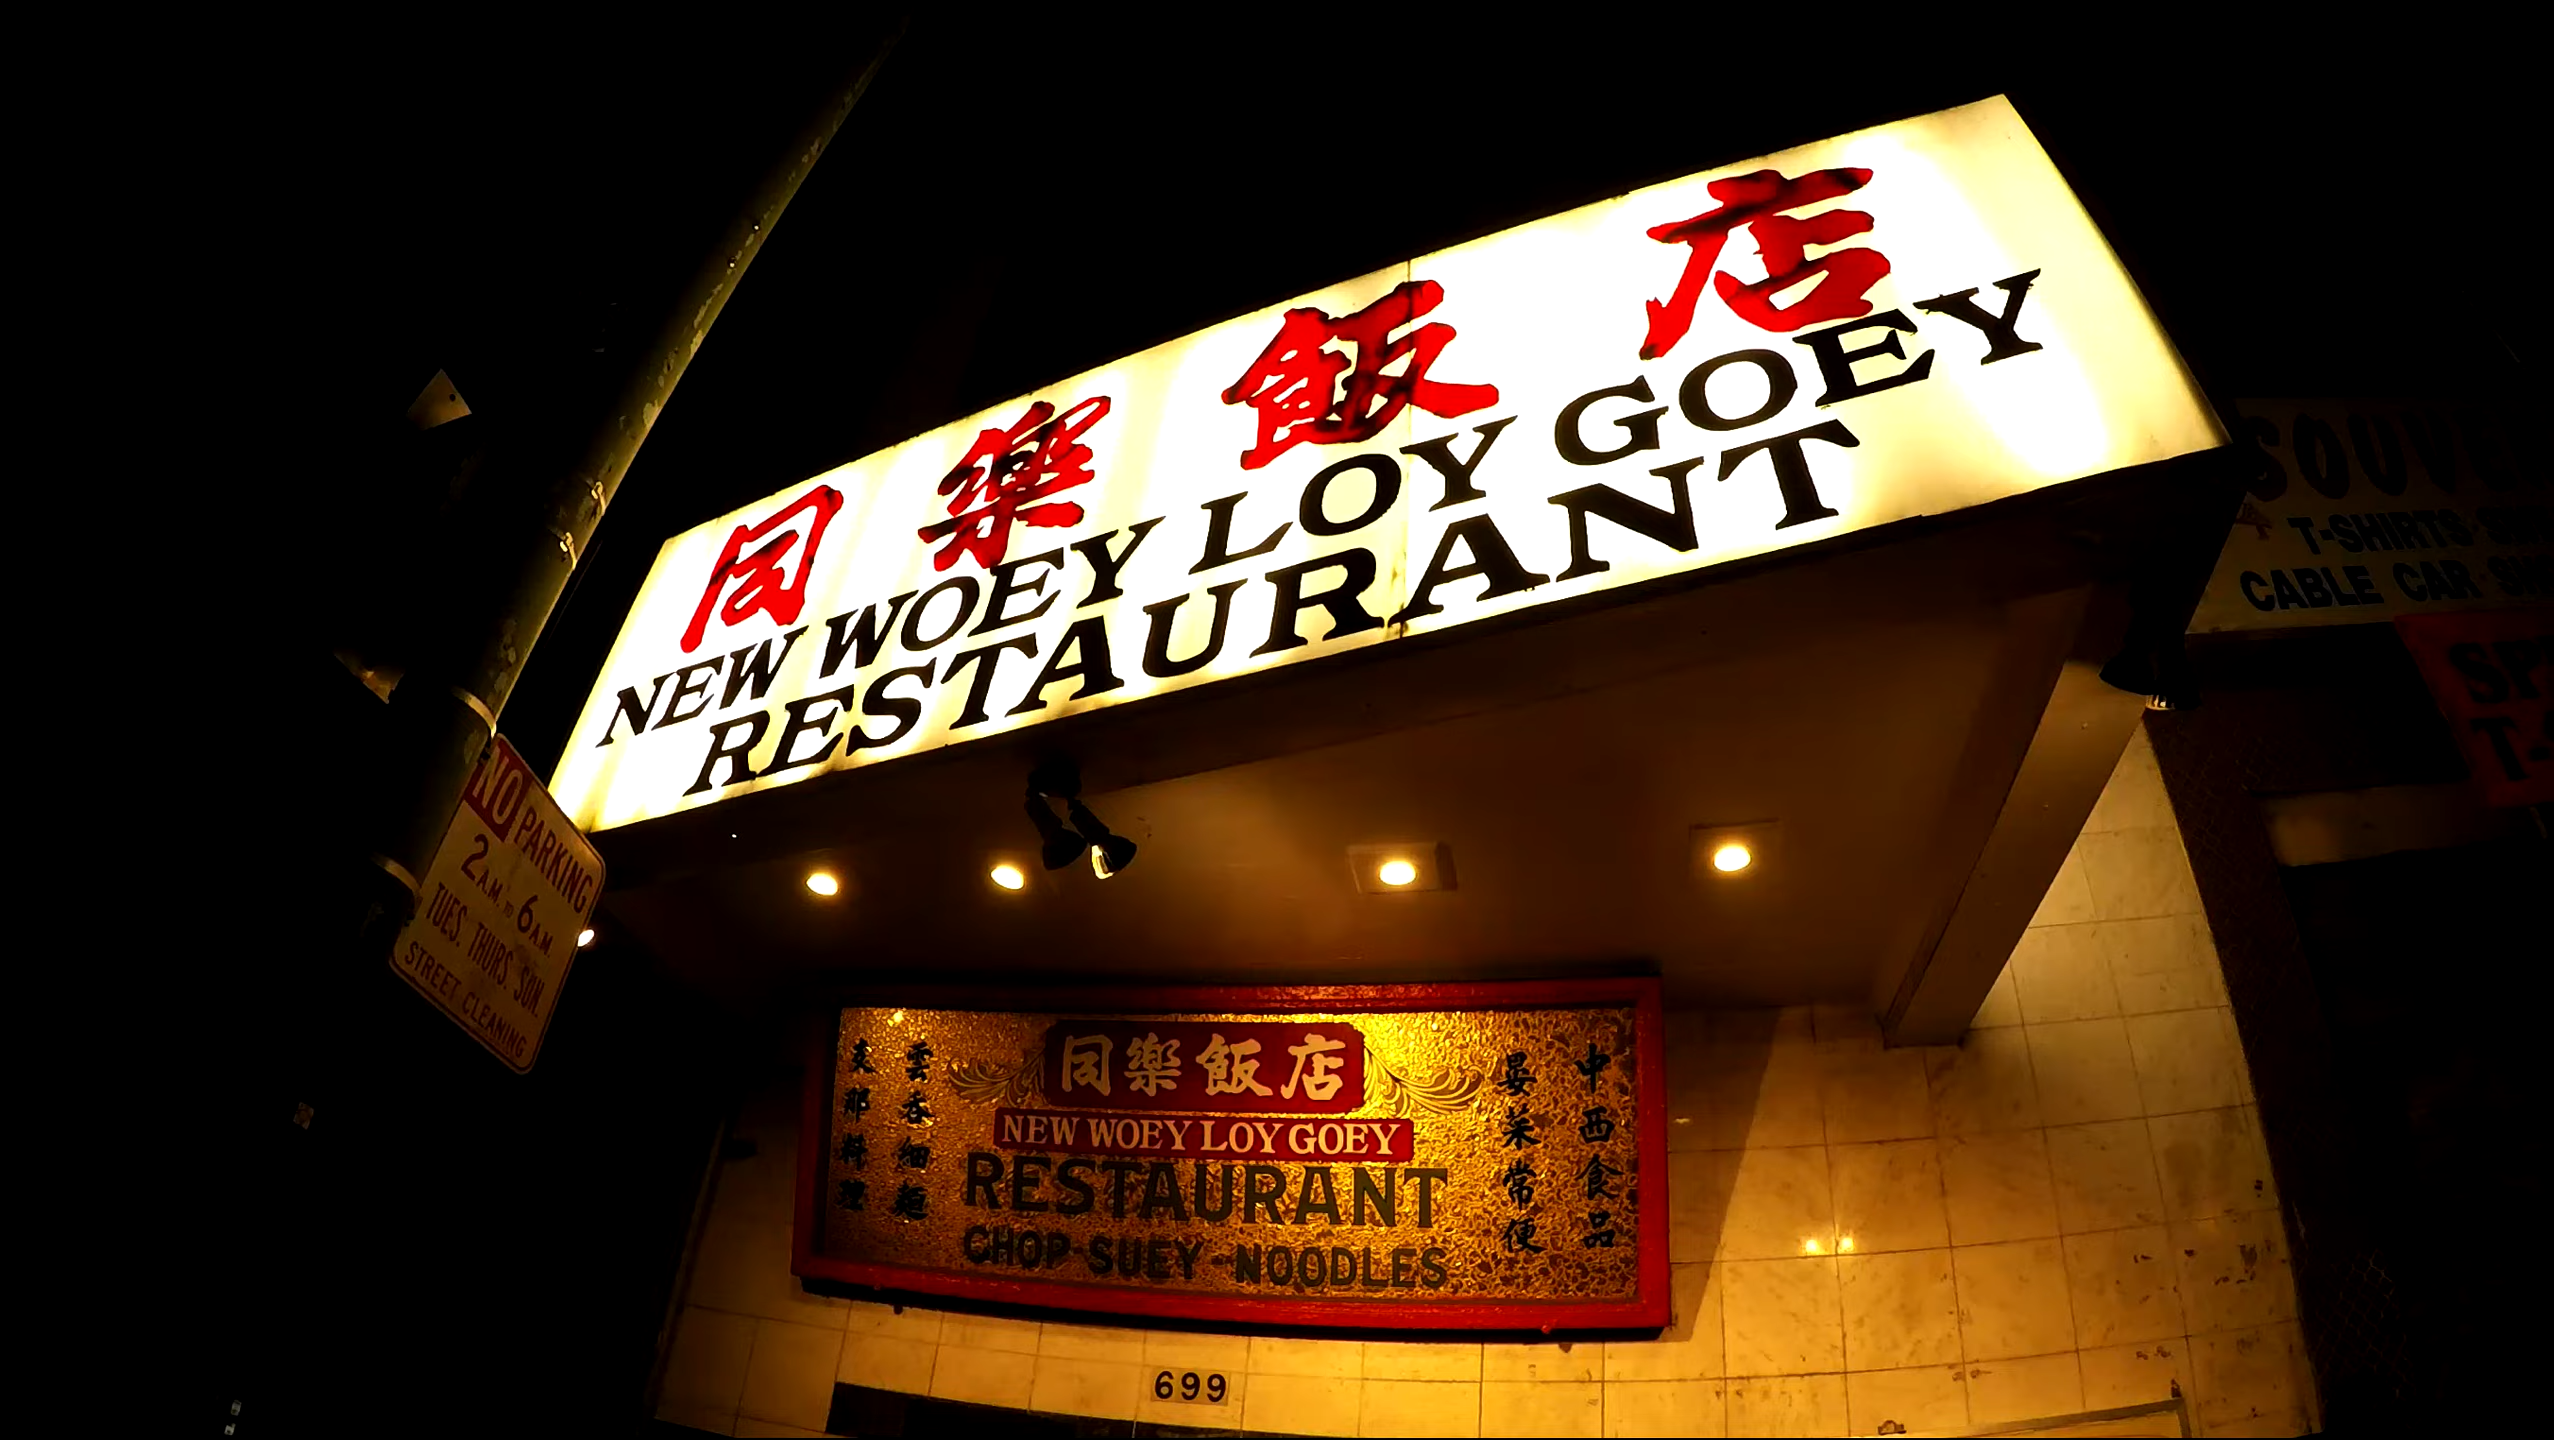 同樂飯店
NEW WOEY LOY GOEY
RESTAURANT
NO PARKING
2 A.M. TO 6 A.M.
TUES. THURS. SUN.
STREET CLEANING
T-SHIRTS
CABLE CAR
同樂飯店
NEW WOEY LOY GOEY
RESTAURANT
CHOP-SUEY-NOODLES
中西食品
晏菜常便
雲吞細麵
支那料理
699